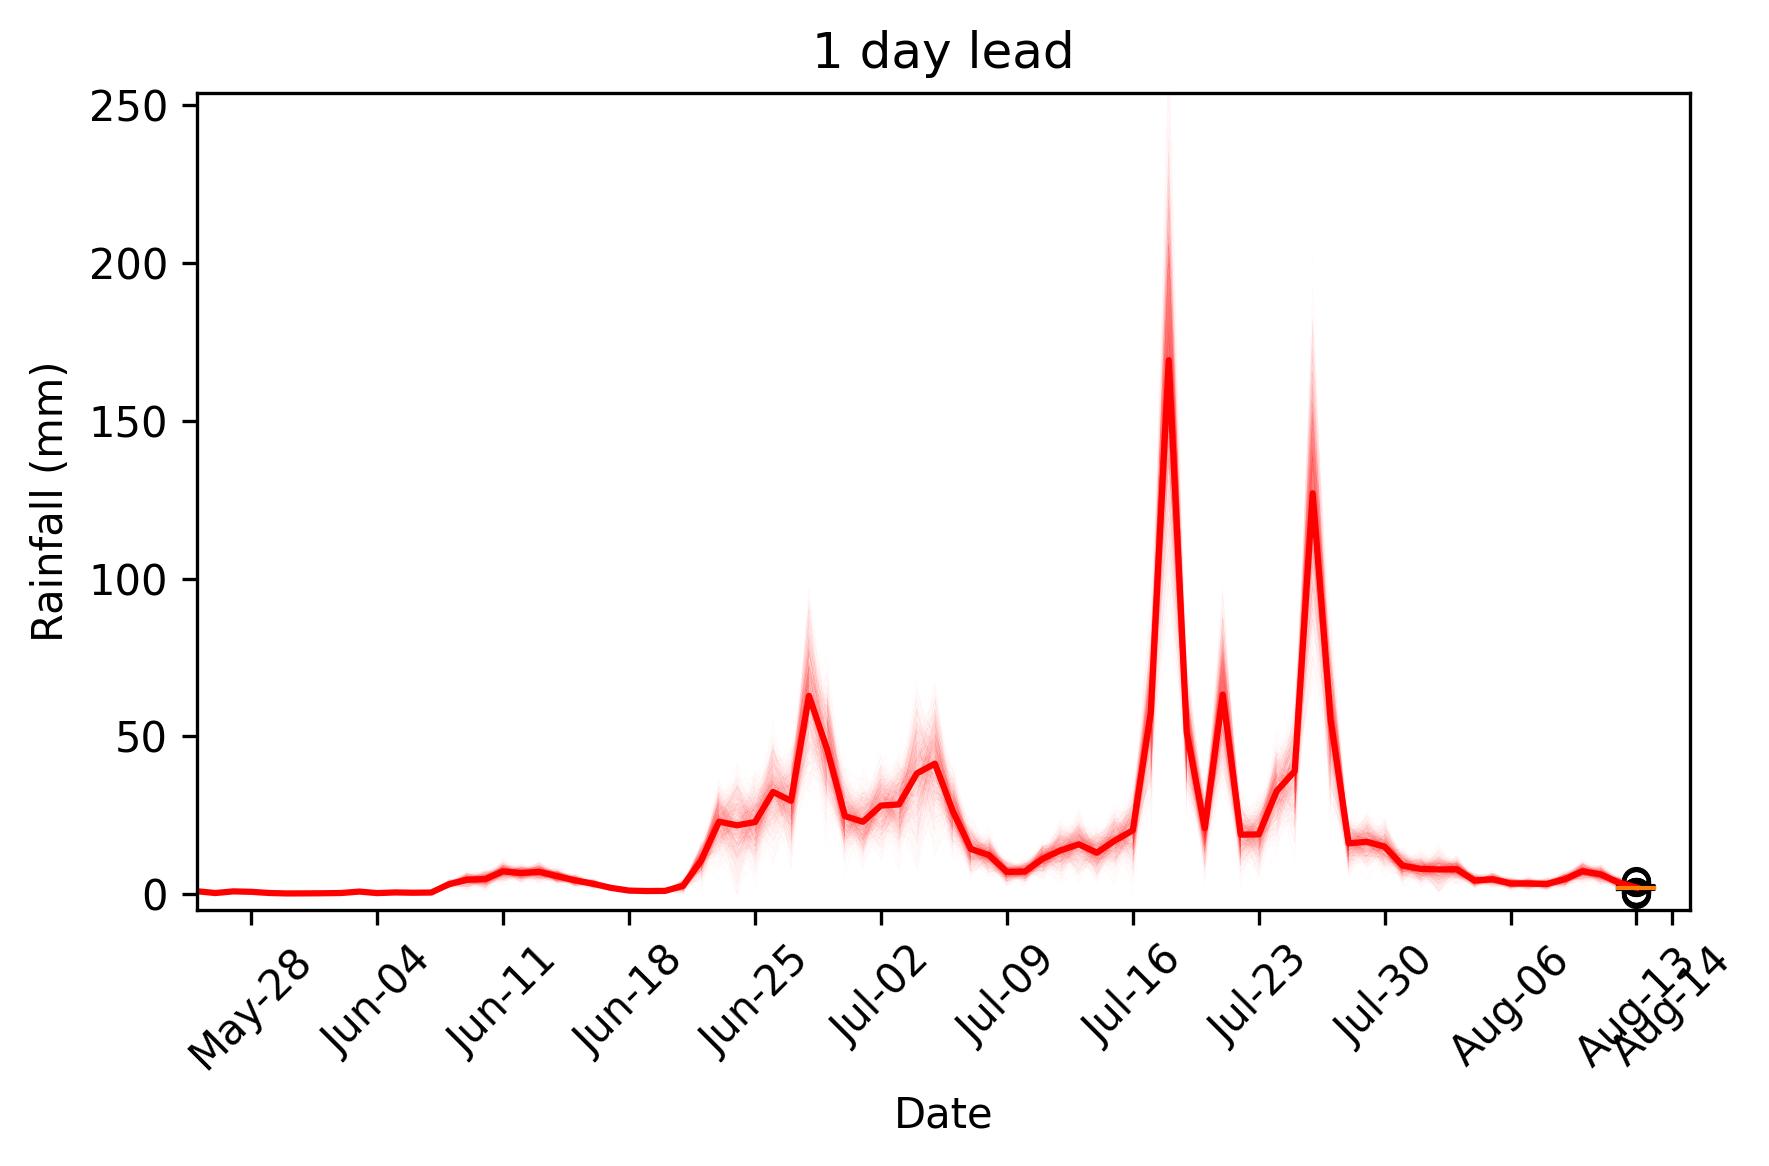 1 day lead
Rainfall (mm)
250
200
150
100
50
0
May-28
Jun-04
Jun-11
Jun-18
Jun-25
Jul-02
Jul-09
Jul-16
Jul-23
Jul-30
Aug-06
Aug-13
Aug-14
Date